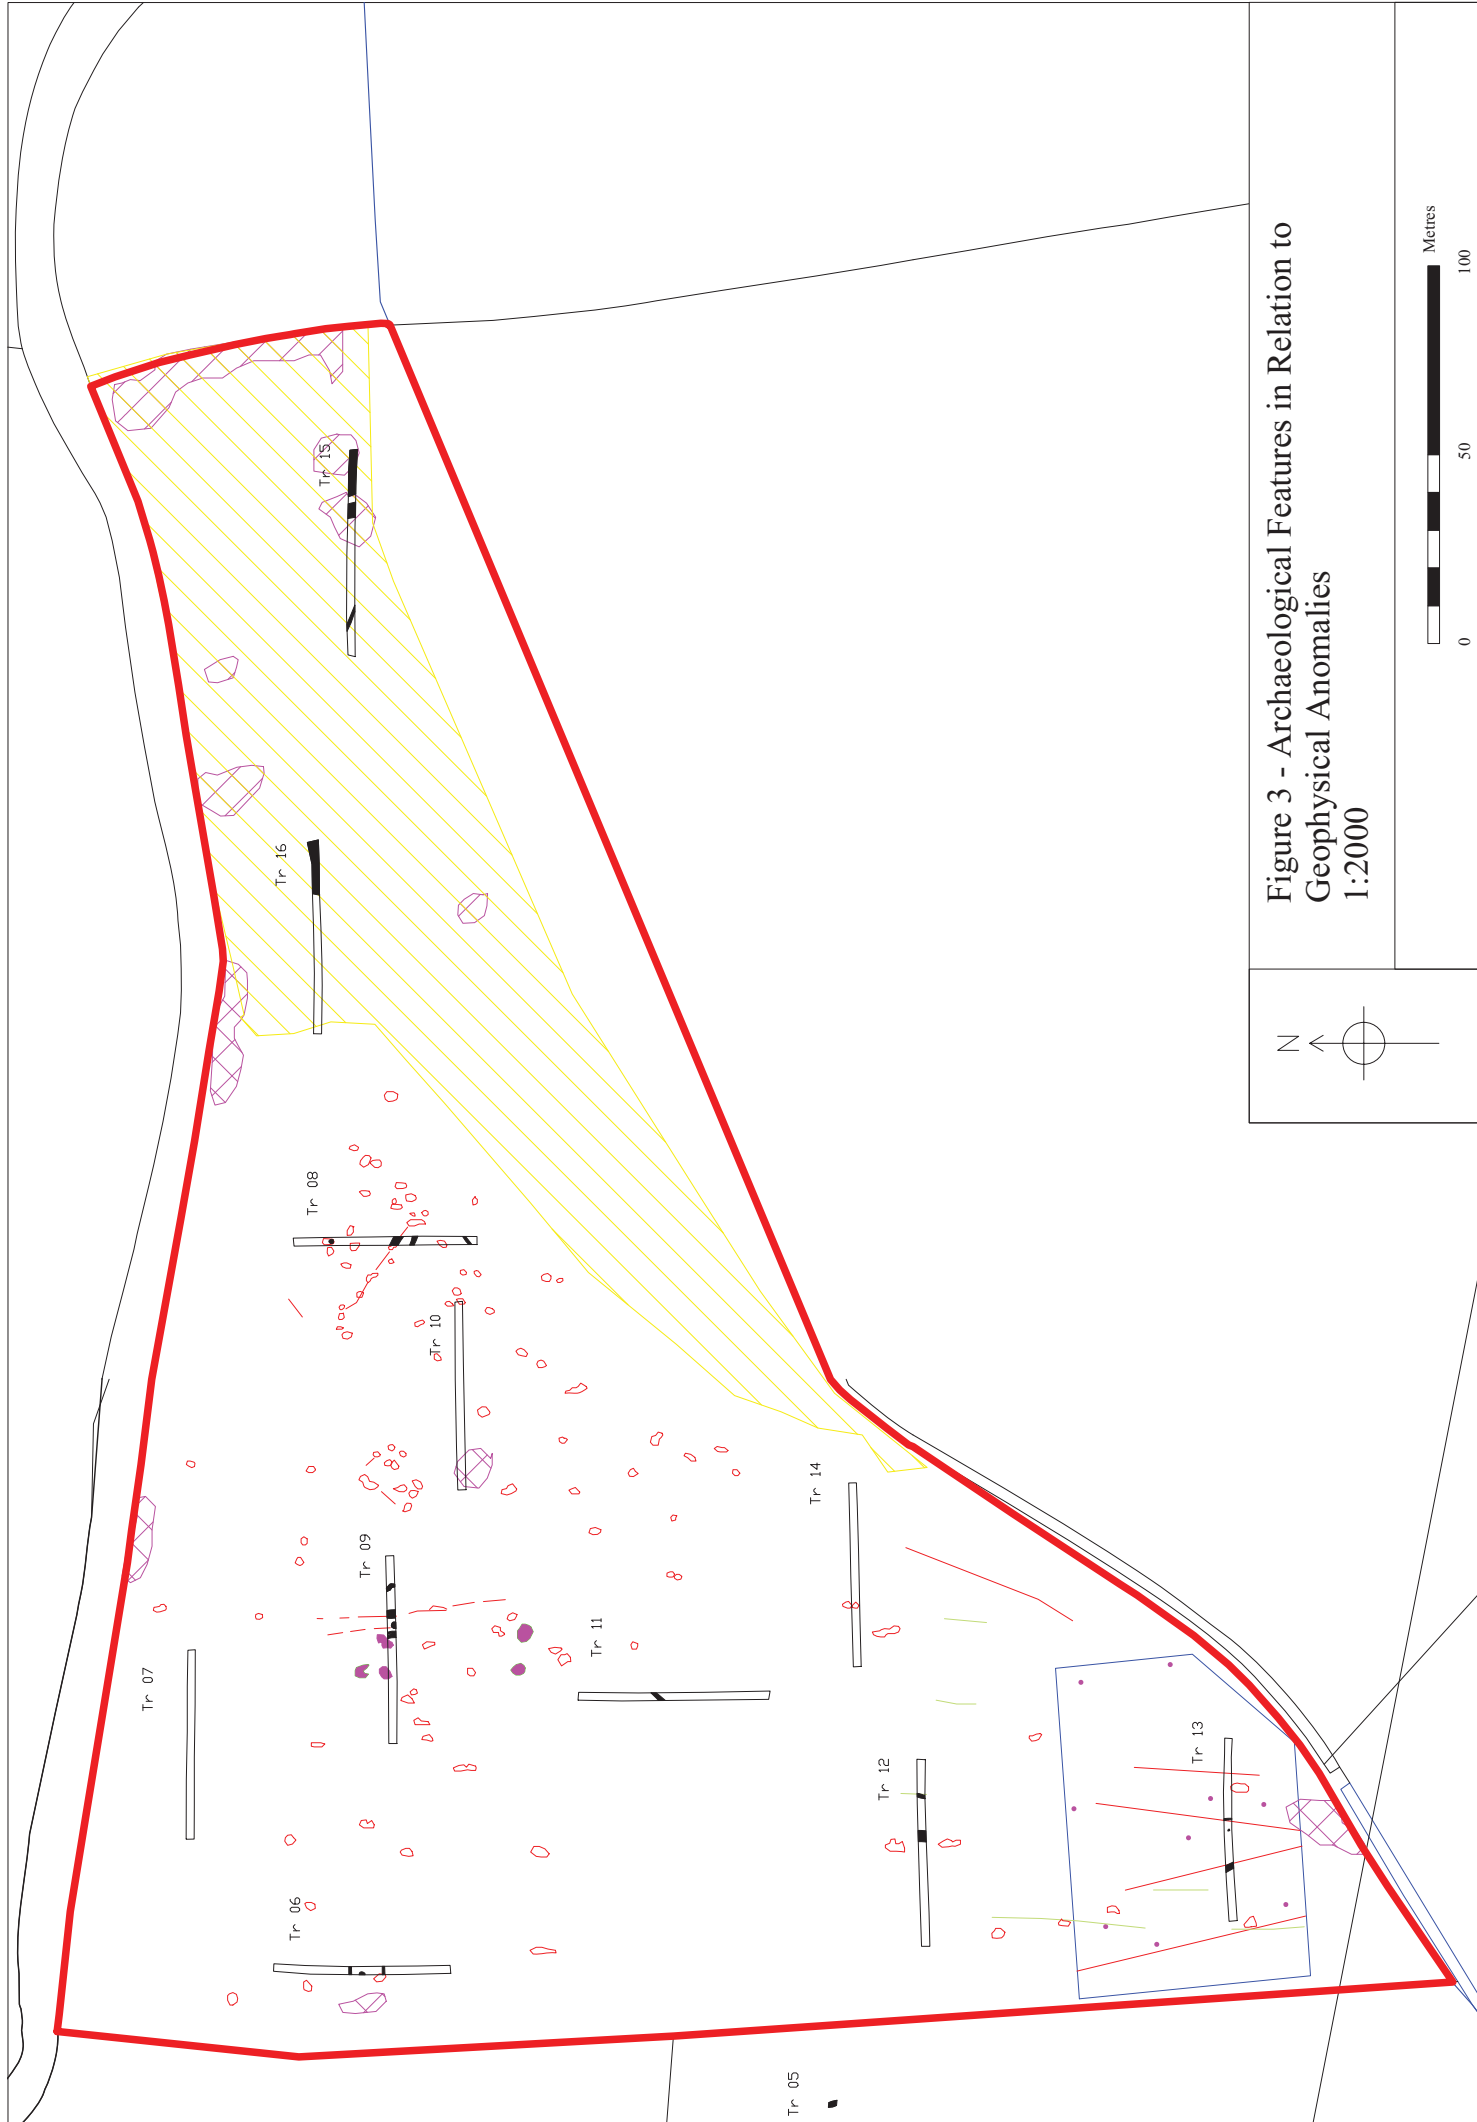 Tr 15
Tr 16
Tr 08
Tr 10
Tr 09
Tr 14
Tr 11
Tr 07
Tr 13
Tr 12
Tr 06
Tr 05
Figure 3 - Archaeological Features in Relation to
Geophysical Anomalies
1:2000
N
Metres
0 50 100